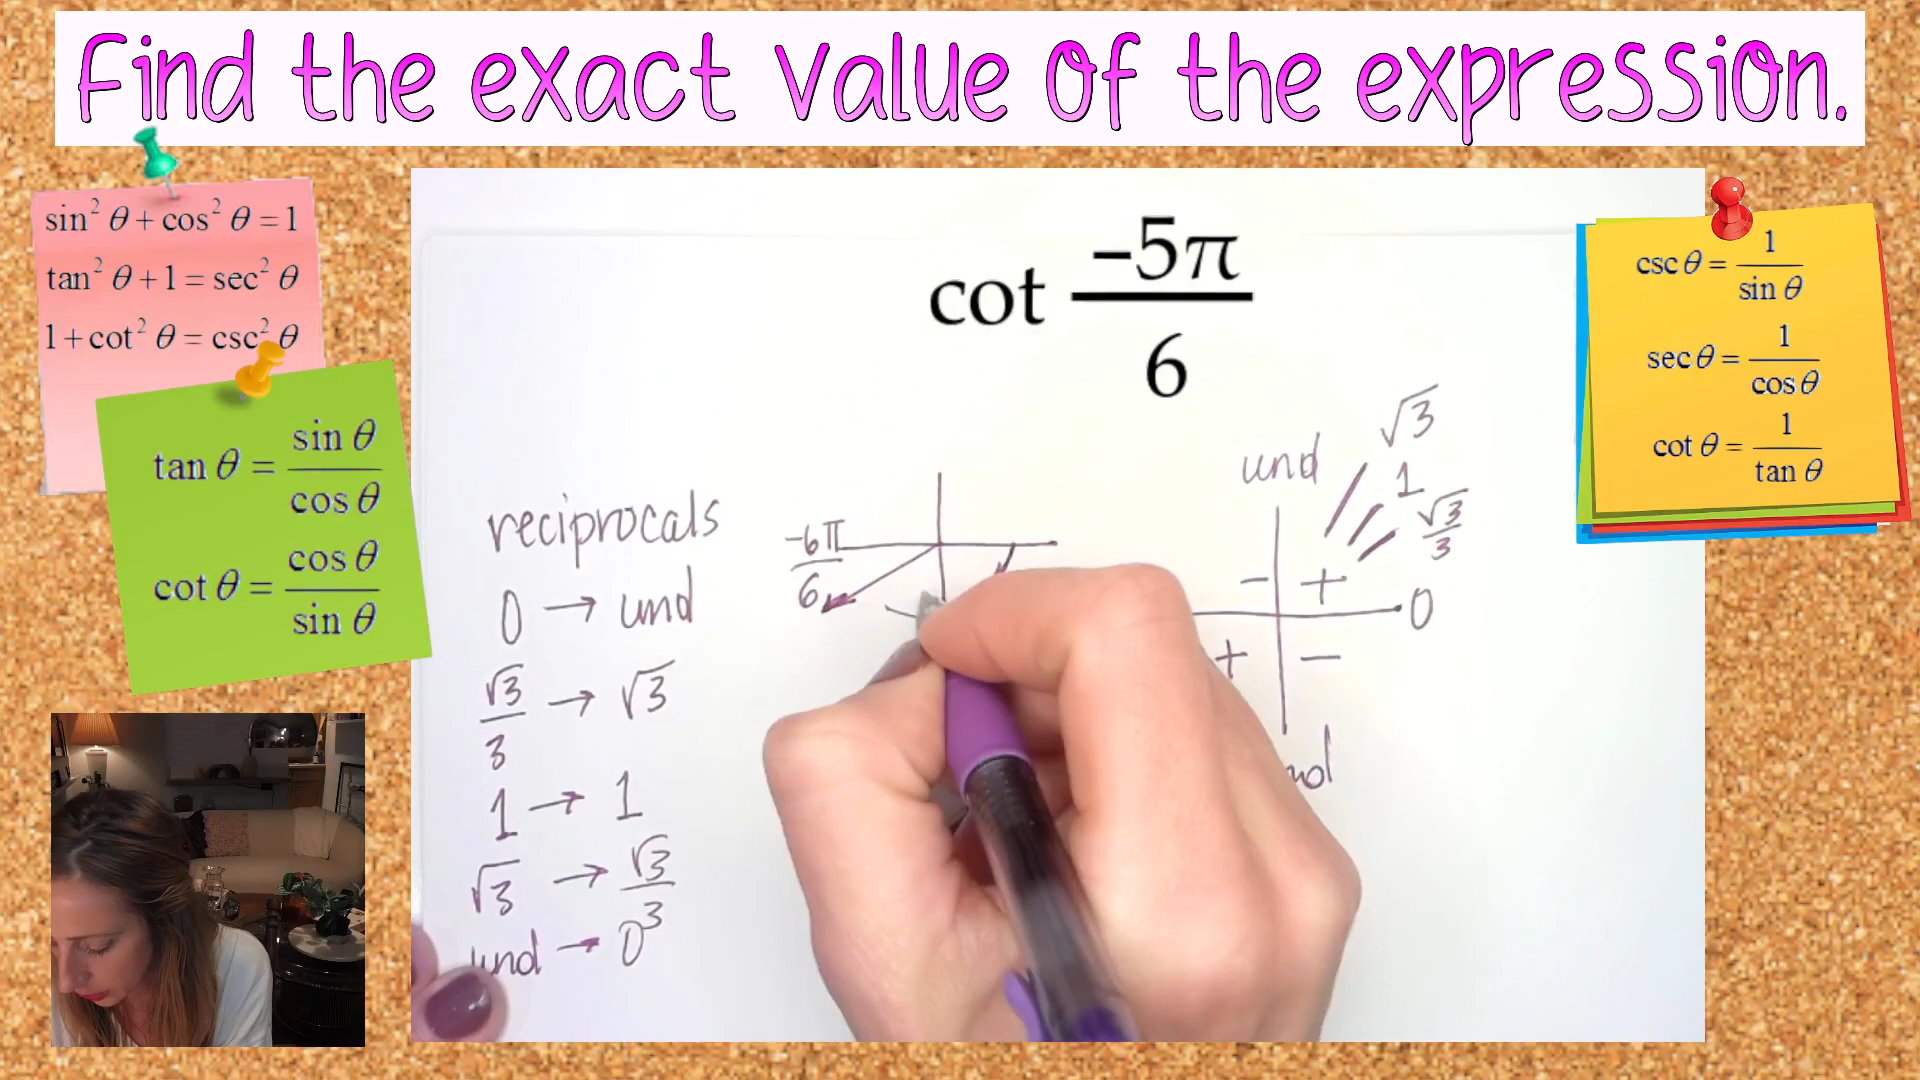 Find the exact value of the expression.
sin² θ + cos² θ = 1
tan² θ + 1 = sec² θ
1 + cot² θ = csc² θ
tan θ = sin θ / cos θ
cot θ = cos θ / sin θ
cot –5π / 6
csc θ = 1 / sin θ
sec θ = 1 / cos θ
cot θ = 1 / tan θ
reciprocals
0 → und
√3/3 → √3
1 → 1
√3 → √3/3
und → 0
-6π/6
und
√3
1
√3/3
0
- +
+ -